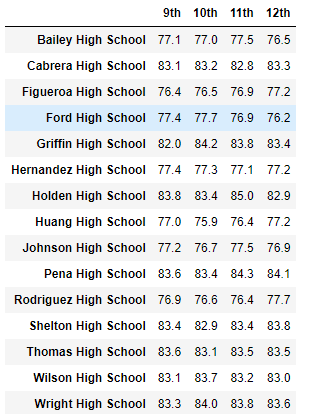 9th 10th 11th 12th
Bailey High School 77.1 77.0 77.5 76.5
Cabrera High School 83.1 83.2 82.8 83.3
Figueroa High School 76.4 76.5 76.9 77.2
Ford High School 77.4 77.7 76.9 76.2
Griffin High School 82.0 84.2 83.8 83.4
Hernandez High School 77.4 77.3 77.1 77.2
Holden High School 83.8 83.4 85.0 82.9
Huang High School 77.0 75.9 76.4 77.2
Johnson High School 77.2 76.7 77.5 76.9
Pena High School 83.6 83.4 84.3 84.1
Rodriguez High School 76.9 76.6 76.4 77.7
Shelton High School 83.4 82.9 83.4 83.8
Thomas High School 83.6 83.1 83.5 83.5
Wilson High School 83.1 83.7 83.2 83.0
Wright High School 83.3 84.0 83.8 83.6